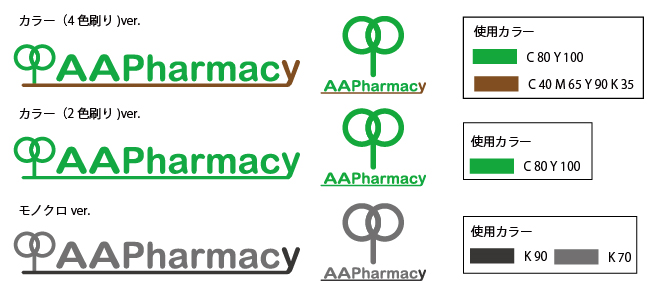 カラー（4色刷り)ver.
AAPharmacy
AAPharmacy
使用カラー
C 80 Y 100
C 40 M 65 Y 90 K 35
カラー（2色刷り)ver.
AAPharmacy
AAPharmacy
使用カラー
C 80 Y 100
モノクロ ver.
AAPharmacy
AAPharmacy
使用カラー
K 90 K 70